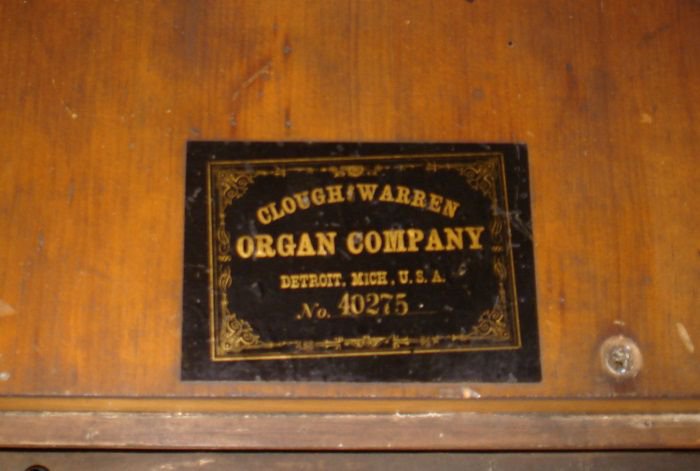 CLOUGH & WARREN
ORGAN COMPANY
DETROIT, MICH, U.S.A.
No. 40275